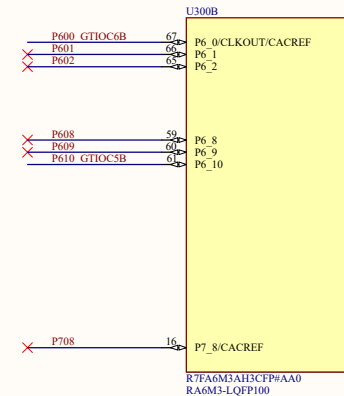 U300B
P600 GTIOC6B 67 P6_0/CLKOUT/CACREF
P601 66 P6_1
P602 65 P6_2
P608 59 P6_8
P609 60 P6_9
P610 GTIOC5B 61 P6_10
P708 16 P7_8/CACREF
R7FA6M3AH3CFP#AA0
RA6M3-LQFP100